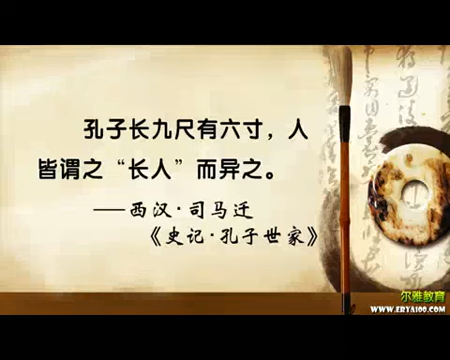 孔子长九尺有六寸，人
皆谓之“长人”而异之。
——西汉·司马迁
《史记·孔子世家》
尔雅教育
WWW.ERYA100.COM